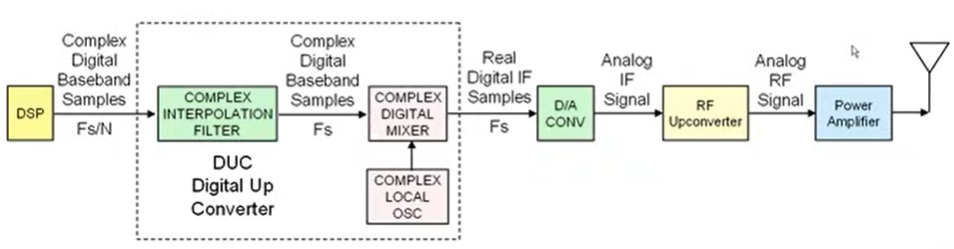 DSP
Complex
Digital
Baseband
Samples
Fs/N
COMPLEX
INTERPOLATION
FILTER
DUC
Digital Up
Converter
Complex
Digital
Baseband
Samples
Fs
COMPLEX
DIGITAL
MIXER
COMPLEX
LOCAL
OSC
Real
Digital IF
Samples
Fs
D/A
CONV
Analog
IF
Signal
RF
Upconverter
Analog
RF
Signal
Power
Amplifier